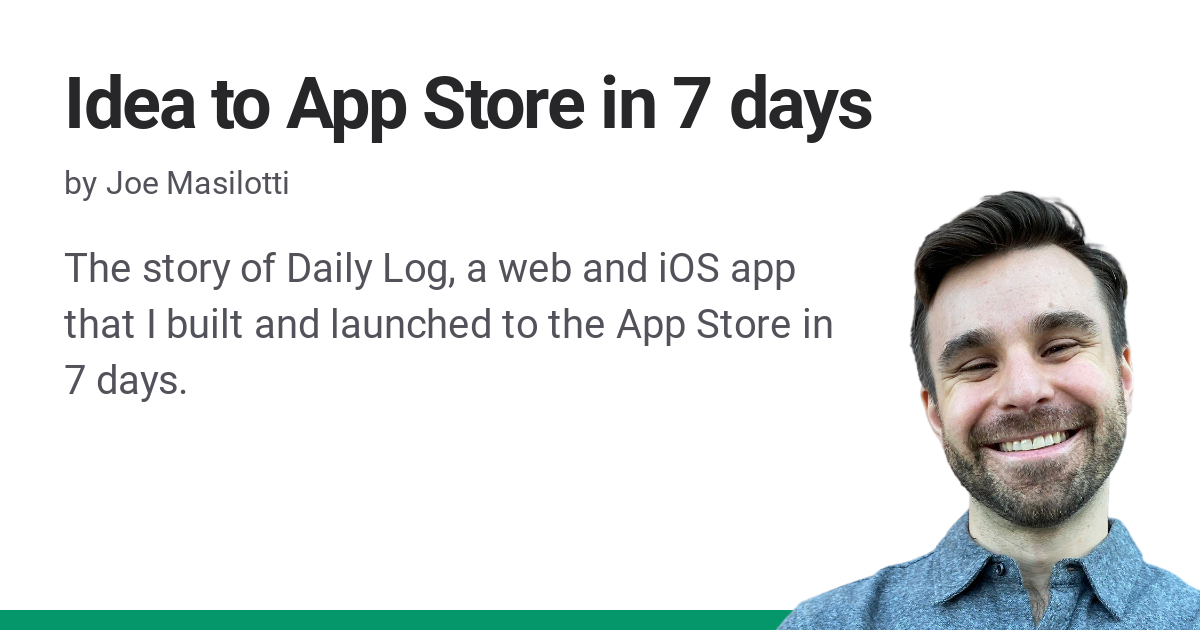 Idea to App Store in 7 days
by Joe Masilotti
The story of Daily Log, a web and iOS app
that I built and launched to the App Store in
7 days.